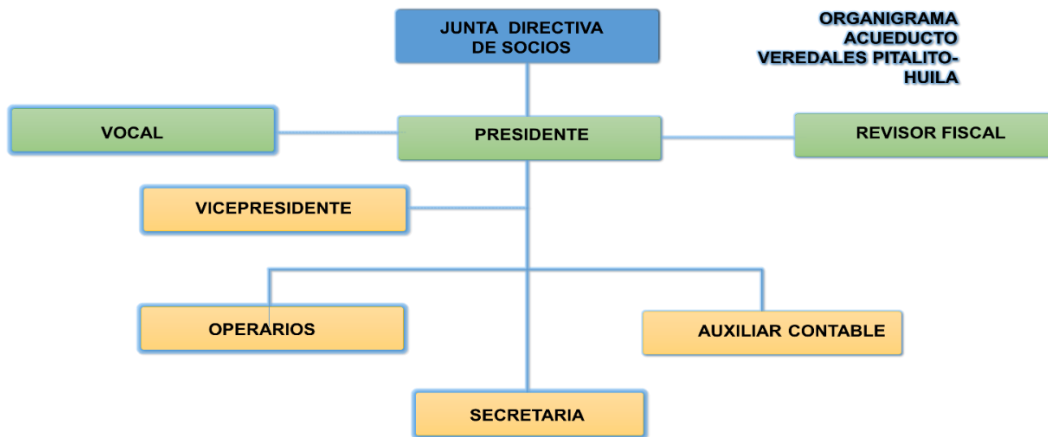 JUNTA DIRECTIVA
DE SOCIOS
ORGANIGRAMA
ACUEDUCTO
VEREDALES PITALITO-
HUILA
VOCAL
PRESIDENTE
REVISOR FISCAL
VICEPRESIDENTE
OPERARIOS
AUXILIAR CONTABLE
SECRETARIA